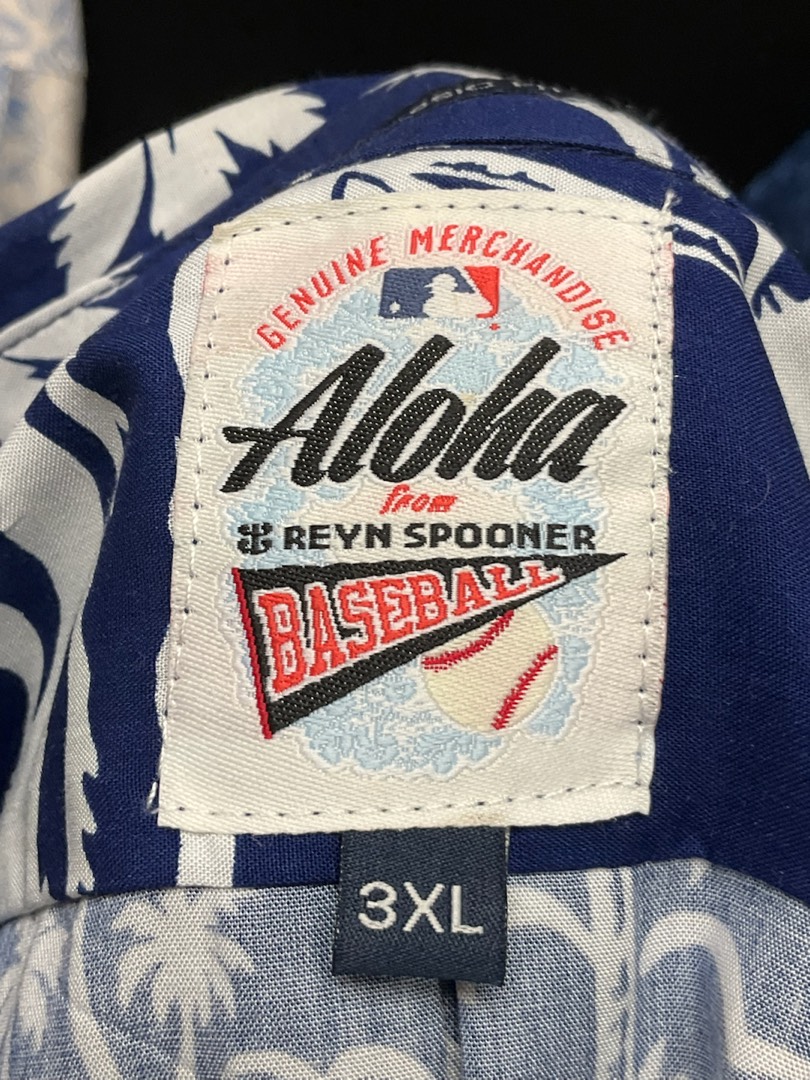 GENUINE MERCHANDISE
Aloha
from
REYN SPOONER
BASEBALL
3XL